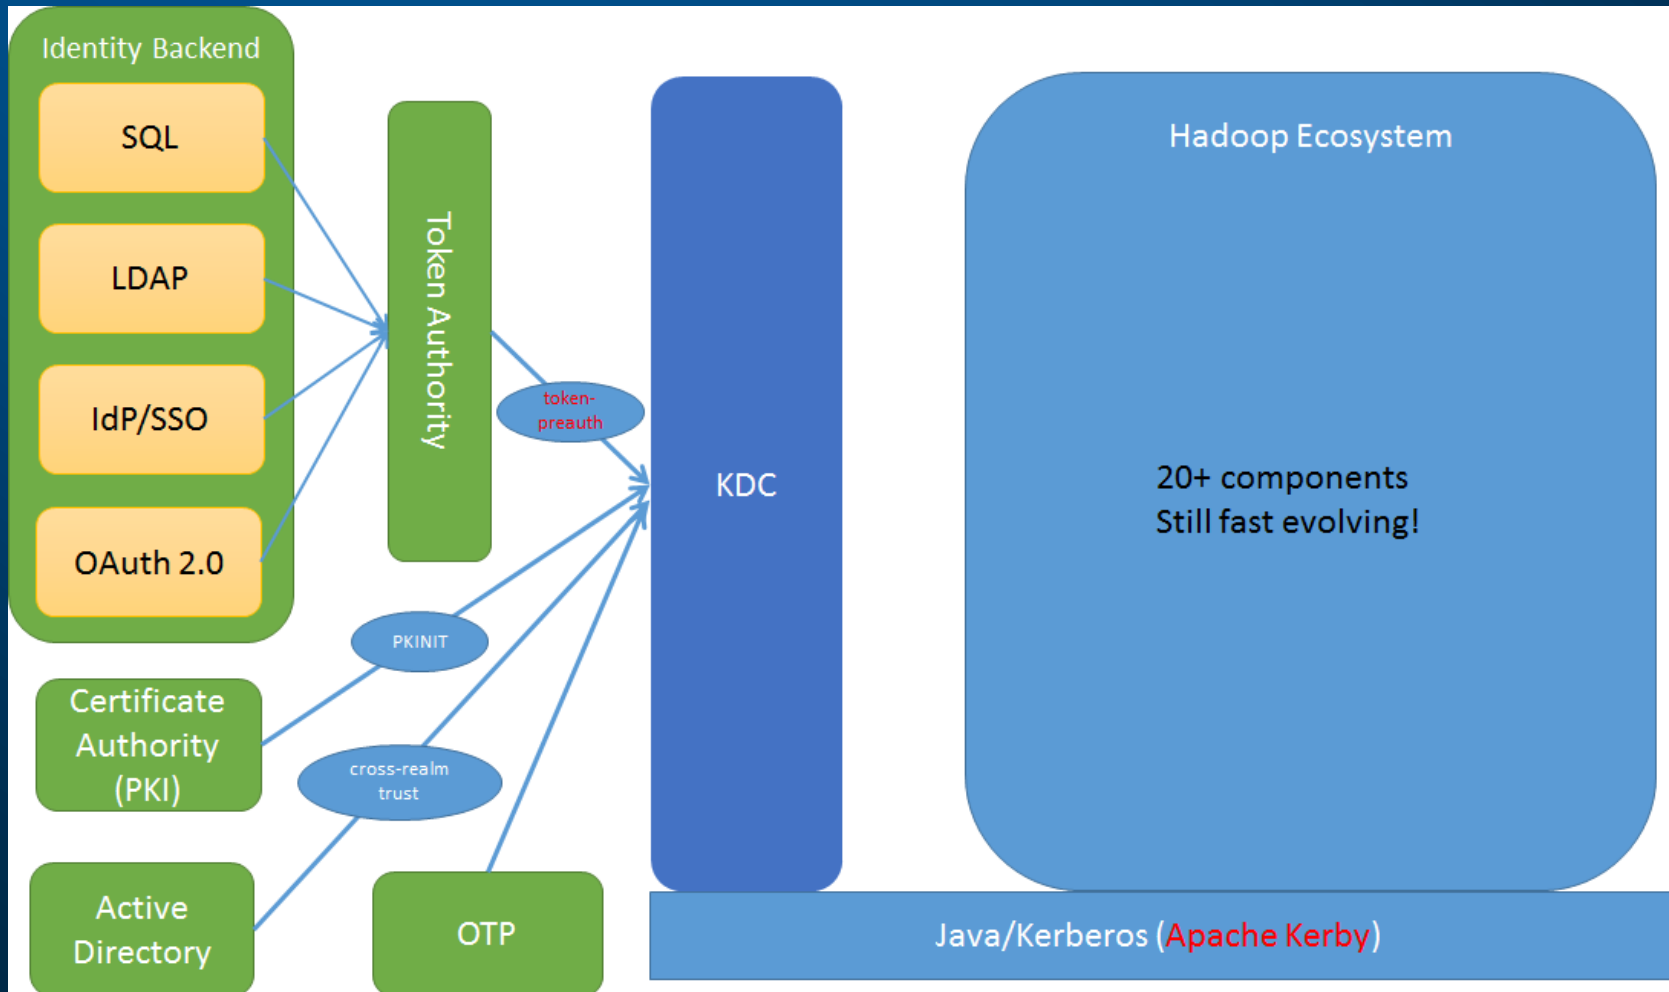 Identity Backend
SQL
LDAP
IdP/SSO
OAuth 2.0
Token Authority
token-
preauth
KDC
Hadoop Ecosystem
20+ components
Still fast evolving!
PKINIT
Certificate
Authority
(PKI)
cross-realm
trust
Active
Directory
OTP
Java/Kerberos (Apache Kerby)